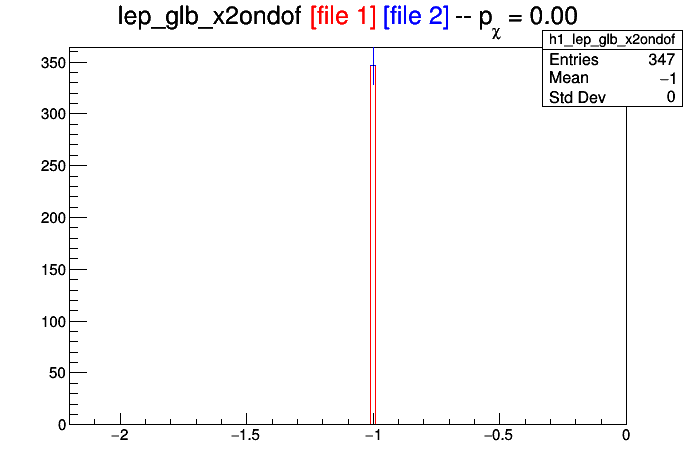 lep_glb_x2ondof [file 1] [file 2] -- pχ = 0.00
h1_lep_glb_x2ondof
Entries 347
Mean −1
Std Dev 0
350
300
250
200
150
100
50
0
−2 −1.5 −1 −0.5 0